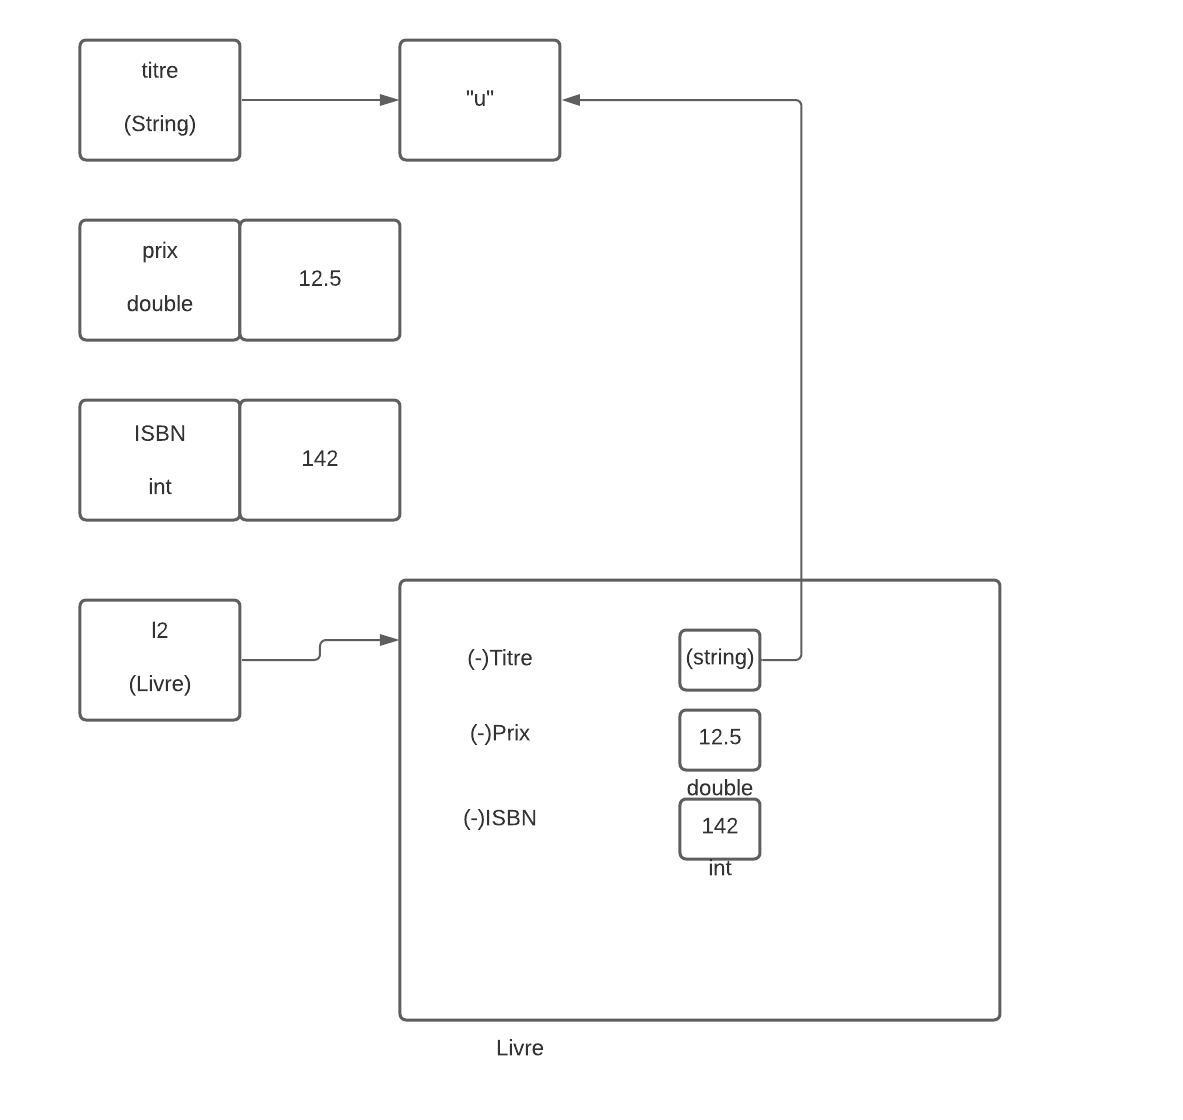 titre
(String)
"u"
prix
double
12.5
ISBN
int
142
l2
(Livre)
(-)Titre
(string)
(-)Prix
12.5
double
(-)ISBN
142
int
Livre